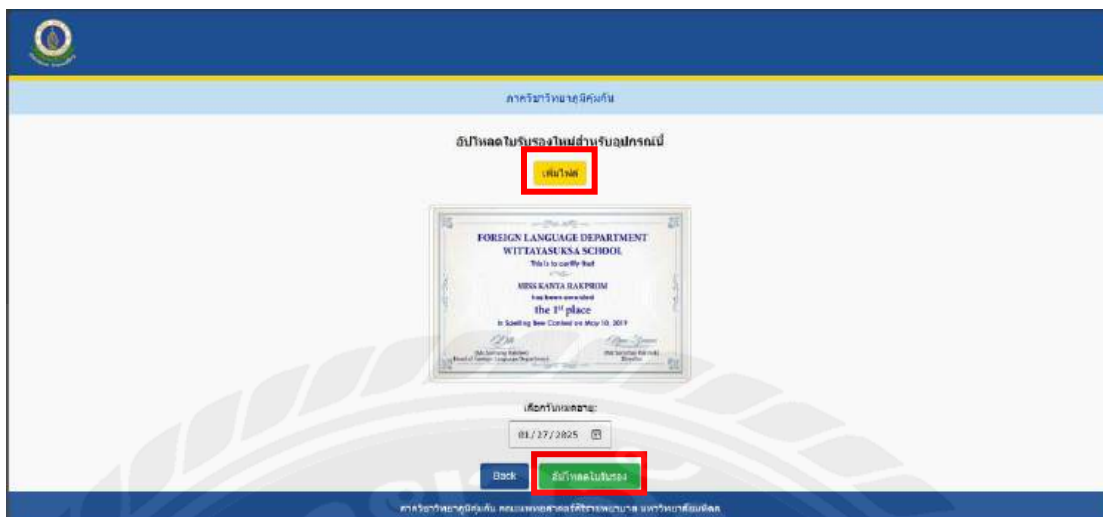 ภาควิชาวิทยาภูมิคุ้มกัน
อัปโหลดใบรับรองใหม่สำหรับอุปกรณ์นี้
เพิ่มไฟล์
FOREIGN LANGUAGE DEPARTMENT
WITTAYASUKSA SCHOOL
This is to certify that
MISS KANTA RAKPROM
has been awarded
the 1st place
in Spelling Bee Contest on May 10, 2019
Director
เลือกวันหมดอายุ:
01/27/2025
Back อัปโหลดใบรับรอง
ภาควิชาวิทยาภูมิคุ้มกัน คณะแพทยศาสตร์ศิริราชพยาบาล มหาวิทยาลัยมหิดล